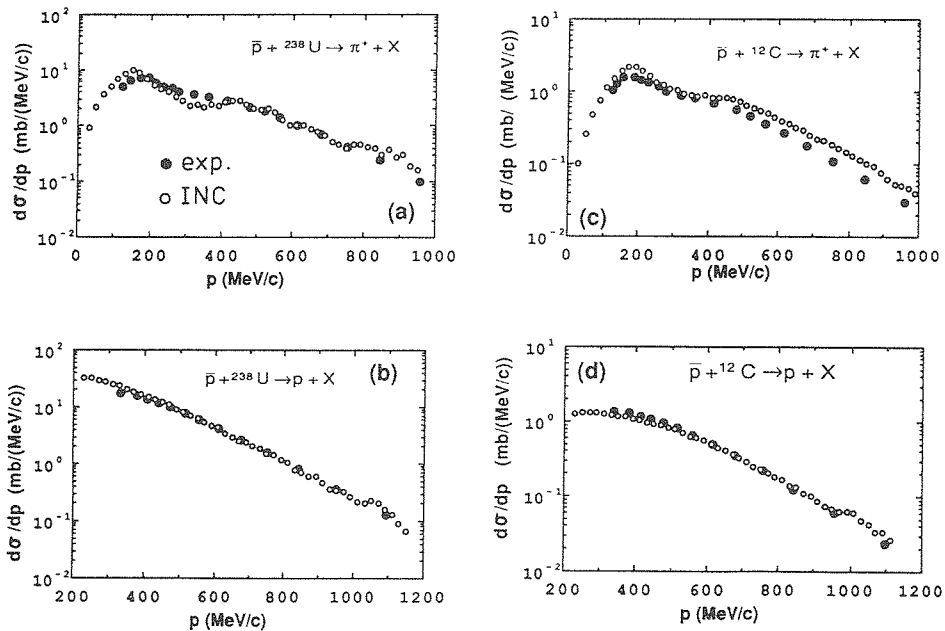 10²
10¹
10⁰
10⁻¹
10⁻²
dσ/dp (mb/(MeV/c))
p̄ + ²³⁸U → π⁺ + X
exp.
INC
(a)
0 200 400 600 800 1000
p (MeV/c)
10¹
10⁰
10⁻¹
10⁻²
dσ/dp (mb/ (MeV/c))
p̄ + ¹²C → π⁺ + X
(c)
0 200 400 600 800 1000
p (MeV/c)
10²
10¹
10⁰
10⁻¹
10⁻²
dσ/dp (mb/(MeV/c))
p̄ + ²³⁸U → p + X
(b)
200 400 600 800 1000 1200
p (MeV/c)
10¹
10⁰
10⁻¹
10⁻²
dσ/dp (mb/(MeV/c))
(d)
p̄ + ¹²C → p + X
200 400 600 800 1000 1200
p (MeV/c)